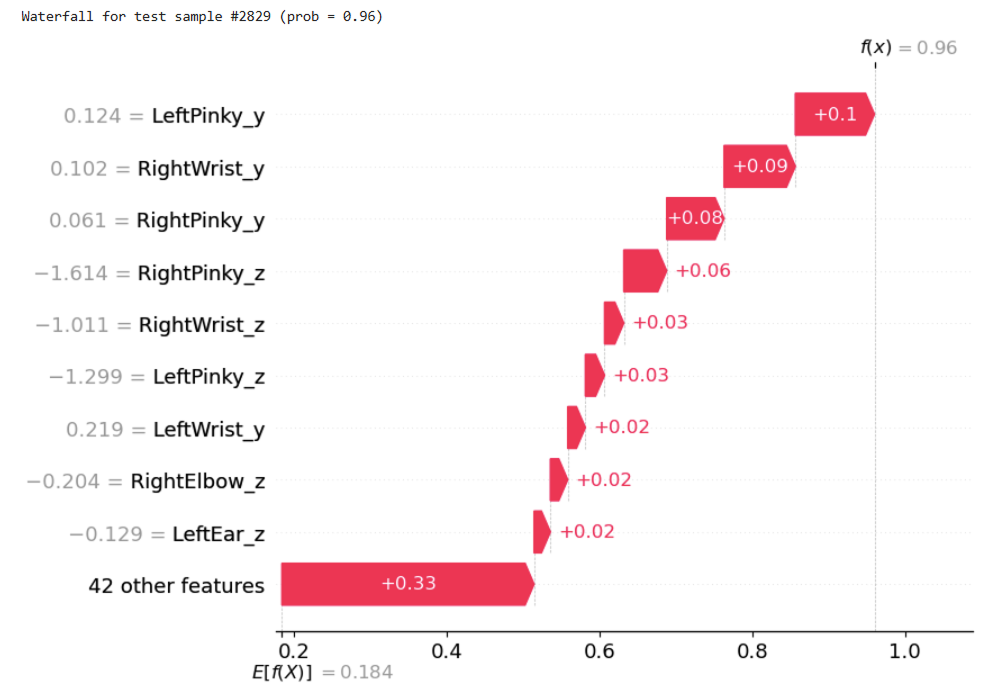 Waterfall for test sample #2829 (prob = 0.96)
f(x) = 0.96
0.124 = LeftPinky_y +0.1
0.102 = RightWrist_y +0.09
0.061 = RightPinky_y +0.08
−1.614 = RightPinky_z +0.06
−1.011 = RightWrist_z +0.03
−1.299 = LeftPinky_z +0.03
0.219 = LeftWrist_y +0.02
−0.204 = RightElbow_z +0.02
−0.129 = LeftEar_z +0.02
42 other features +0.33
0.2 0.4 0.6 0.8 1.0
E[f(X)] = 0.184